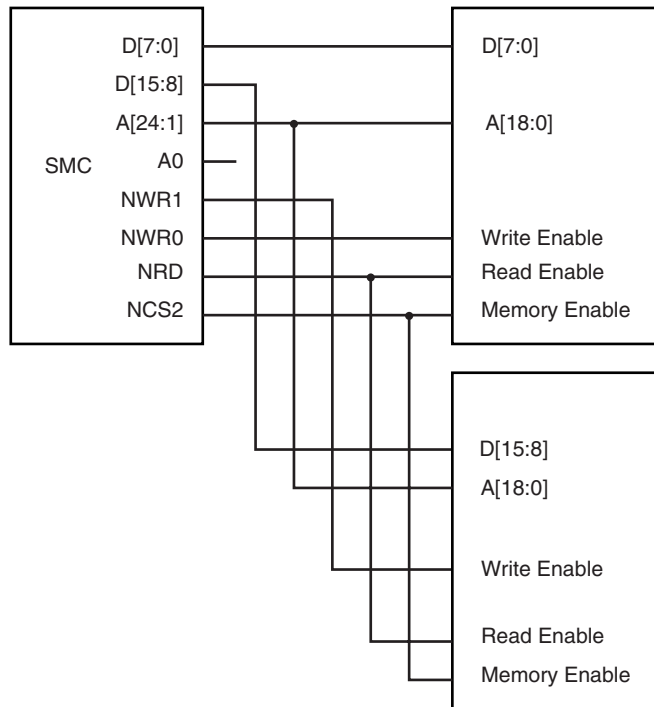 D[7:0] D[7:0]
D[15:8]
A[24:1] A[18:0]
SMC A0
NWR1
NWR0 Write Enable
NRD Read Enable
NCS2 Memory Enable
D[15:8]
A[18:0]
Write Enable
Read Enable
Memory Enable